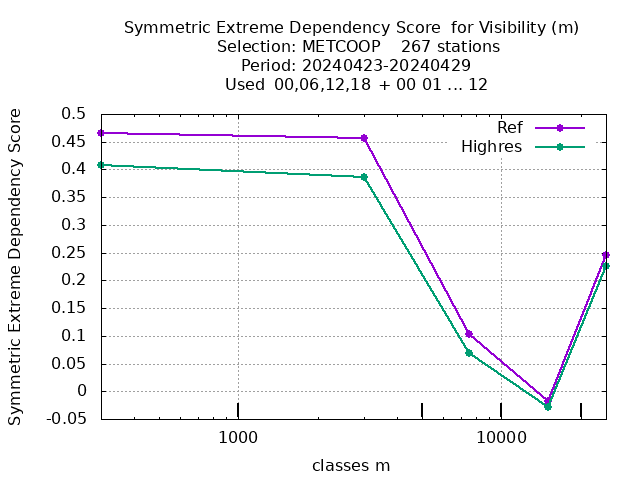 Symmetric Extreme Dependency Score  for Visibility (m)
Selection: METCOOP    267 stations
Period: 20240423-20240429
Used  00,06,12,18 + 00 01 ... 12
Symmetric Extreme Dependency Score
0.5
0.45
0.4
0.35
0.3
0.25
0.2
0.15
0.1
0.05
0
-0.05
Ref
Highres
1000
10000
classes m